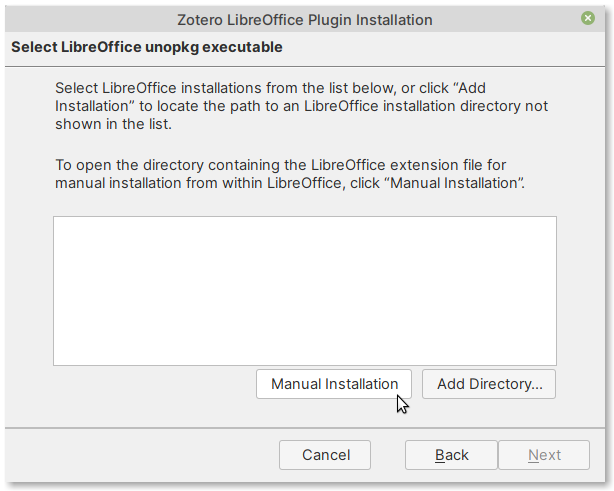 Zotero LibreOffice Plugin Installation
Select LibreOffice unopkg executable
Select LibreOffice installations from the list below, or click “Add
Installation” to locate the path to an LibreOffice installation directory not
shown in the list.
To open the directory containing the LibreOffice extension file for
manual installation from within LibreOffice, click “Manual Installation”.
Manual Installation
Add Directory...
Cancel
Back
Next